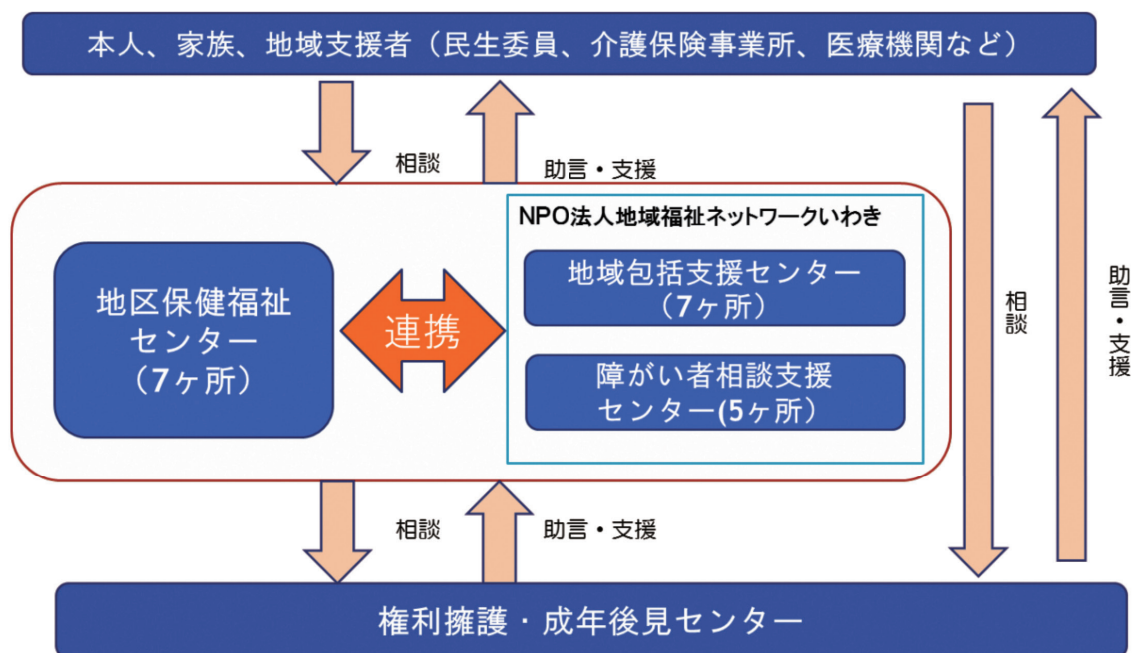 本人、家族、地域支援者（民生委員、介護保険事業所、医療機関など）
相談
助言・支援
NPO法人地域福祉ネットワークいわき
地区保健福祉
センター
（7ヶ所）
連携
地域包括支援センター
（7ヶ所）
障がい者相談支援
センター(5ヶ所）
相談
助言・支援
相談
助言・支援
権利擁護・成年後見センター